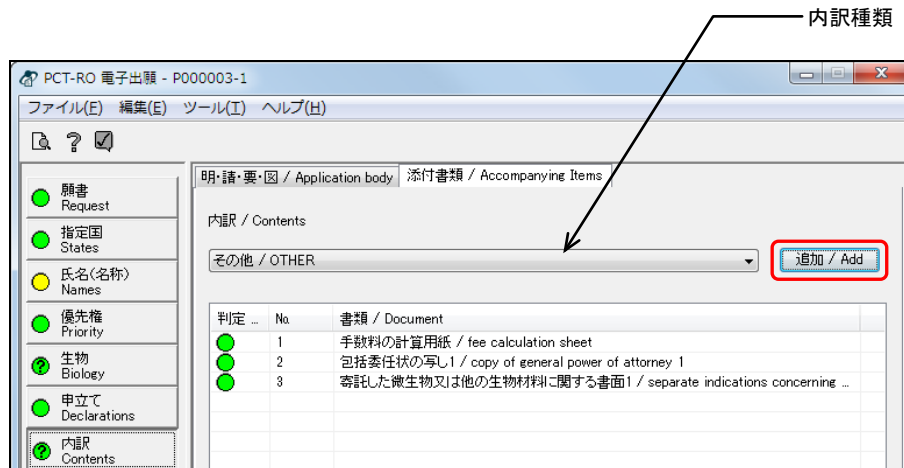 内訳種類
PCT-RO 電子出願 - P000003-1
ファイル(F) 編集(E) ツール(T) ヘルプ(H)
明・請・要・図 / Application body 添付書類 / Accompanying Items
願書
Request
指定国
States
氏名(名称)
Names
優先権
Priority
生物
Biology
申立て
Declarations
内訳
Contents
内訳 / Contents
その他 / OTHER 追加 / Add
判定 ... No. 書類 / Document
1 手数料の計算用紙 / fee calculation sheet
2 包括委任状の写し1 / copy of general power of attorney 1
3 寄託した微生物又は他の生物材料に関する書面1 / separate indications concerning ...